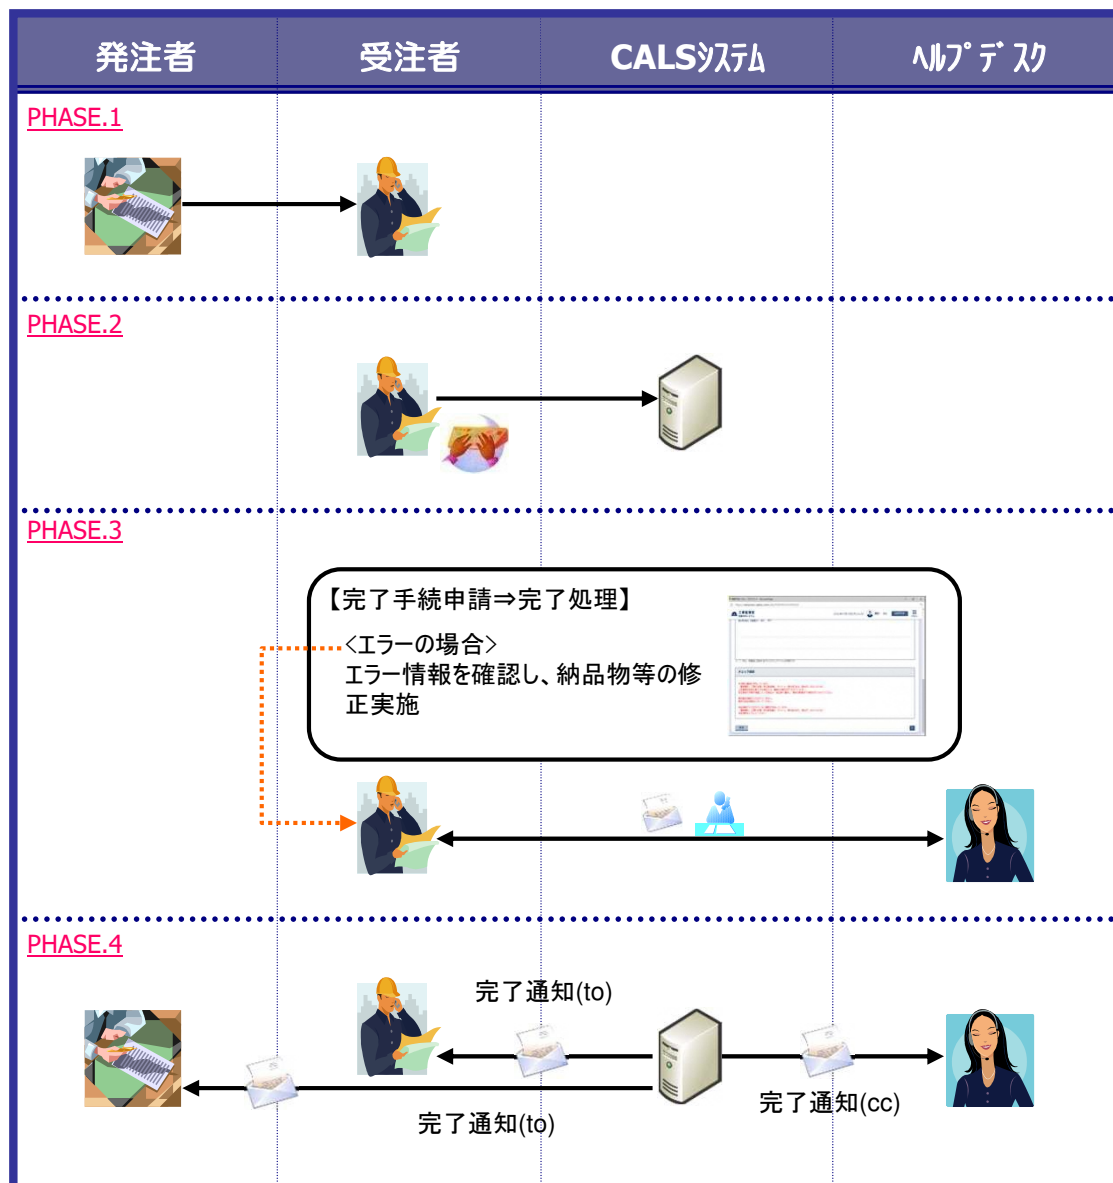 発注者
受注者
CALSシステム
ヘルプデスク
PHASE.1
PHASE.2
PHASE.3
【完了手続申請⇒完了処理】
<エラーの場合>
エラー情報を確認し、納品物等の修
正実施
PHASE.4
完了通知(to)
完了通知(cc)
完了通知(to)